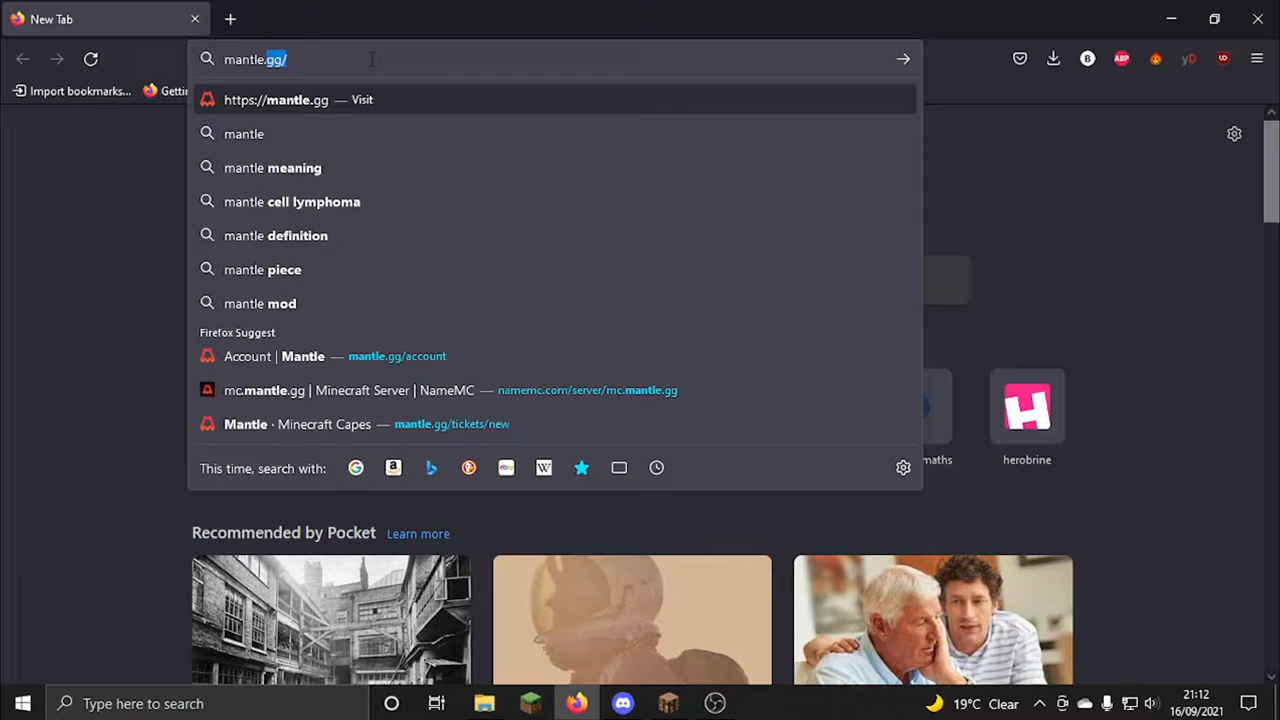 New Tab
mantle.gg/
ABP
yD
Import bookmarks...
https://mantle.gg — Visit
mantle
mantle meaning
mantle cell lymphoma
mantle definition
mantle piece
mantle mod
Firefox Suggest
Account | Mantle — mantle.gg/account
mc.mantle.gg | Minecraft Server | NameMC — namemc.com/server/mc.mantle.gg
Mantle · Minecraft Capes — mantle.gg/tickets/new
This time, search with:
maths
herobrine
Recommended by Pocket
Learn more
Type here to search
19°C Clear
21:12
16/09/2021